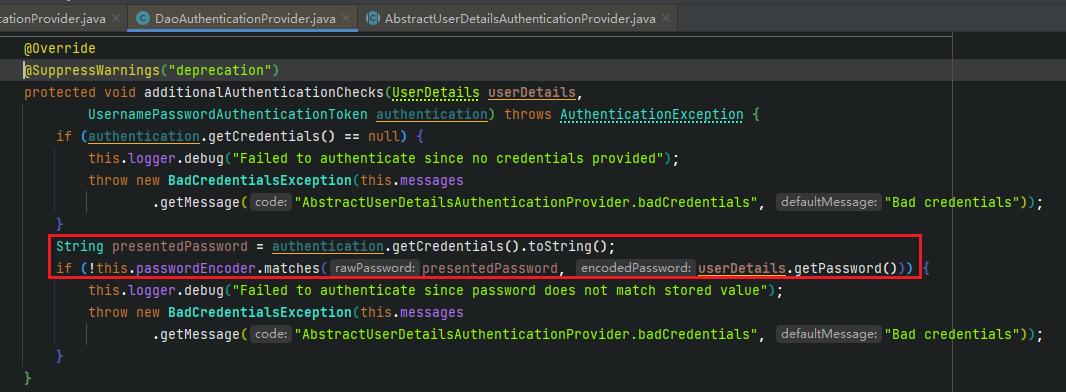 cationProvider.java × DaoAuthenticationProvider.java × AbstractUserDetailsAuthenticationProvider.java ×
@Override
@SuppressWarnings("deprecation")
protected void additionalAuthenticationChecks(UserDetails userDetails,
UsernamePasswordAuthenticationToken authentication) throws AuthenticationException {
if (authentication.getCredentials() == null) {
this.logger.debug("Failed to authenticate since no credentials provided");
throw new BadCredentialsException(this.messages
.getMessage( code: "AbstractUserDetailsAuthenticationProvider.badCredentials", defaultMessage: "Bad credentials"));
}
String presentedPassword = authentication.getCredentials().toString();
if (!this.passwordEncoder.matches( rawPassword: presentedPassword, encodedPassword: userDetails.getPassword())) {
this.logger.debug("Failed to authenticate since password does not match stored value");
throw new BadCredentialsException(this.messages
.getMessage( code: "AbstractUserDetailsAuthenticationProvider.badCredentials", defaultMessage: "Bad credentials"));
}
}